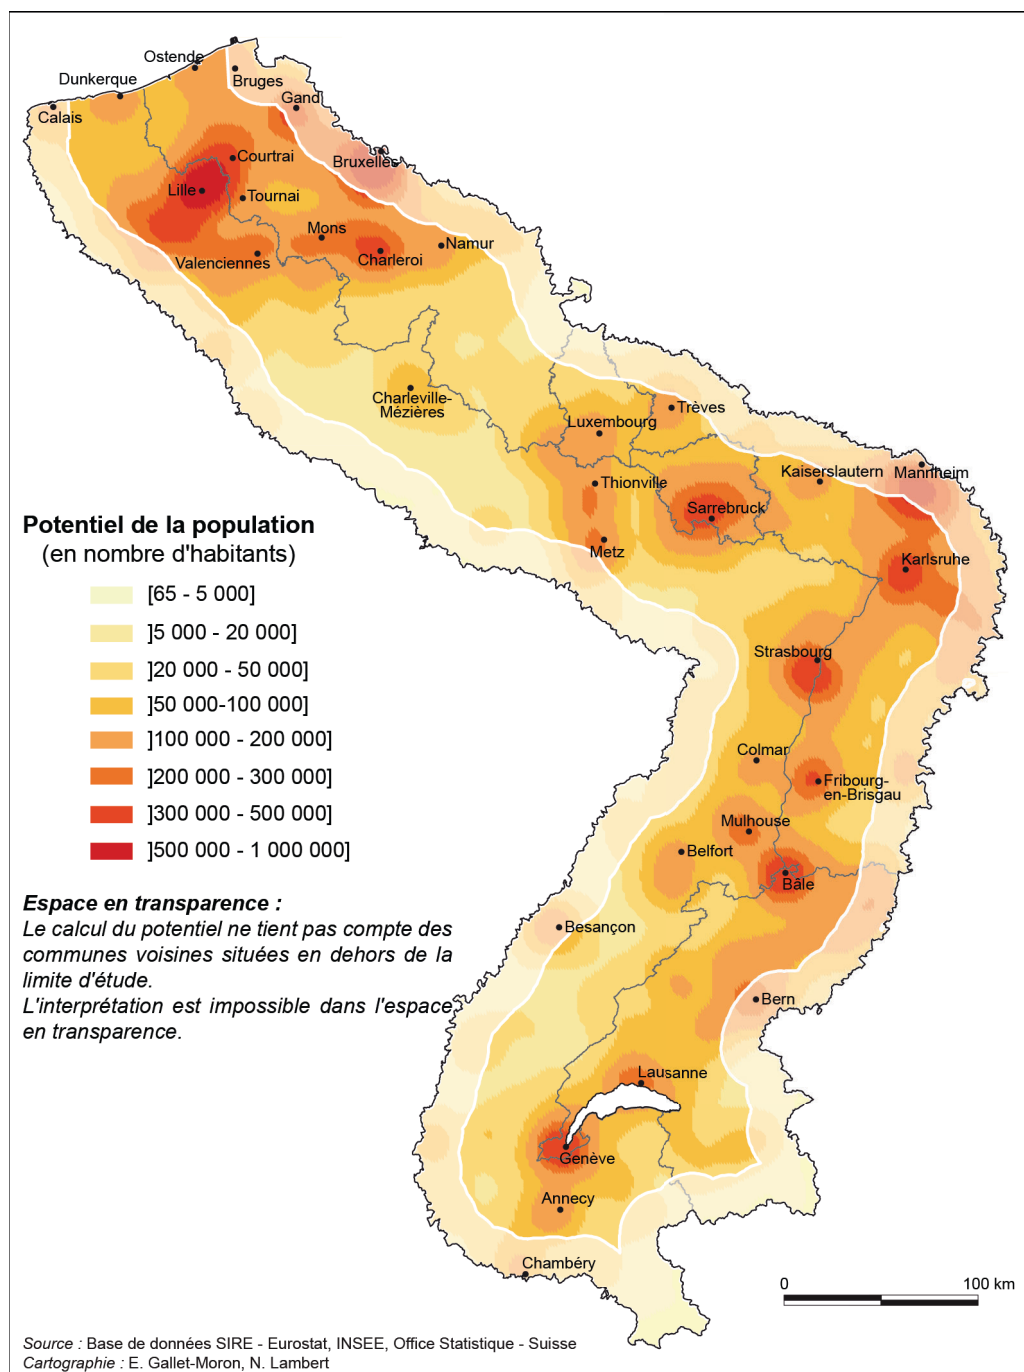 Ostende
Dunkerque
Bruges
Calais
Gand
Courtrai
Bruxelles
Lille
Tournai
Mons
Namur
Valenciennes
Charleroi
Charleville-
Mézières
Trèves
Luxembourg
Kaiserslautern
Mannheim
Thionville
Sarrebruck
Metz
Karlsruhe
Strasbourg
Colmar
Fribourg-
en-Brisgau
Mulhouse
Belfort
Bâle
Besançon
Bern
Lausanne
Genève
Annecy
Chambéry
Potentiel de la population
(en nombre d'habitants)
[65 - 5 000]
]5 000 - 20 000]
]20 000 - 50 000]
]50 000-100 000]
]100 000 - 200 000]
]200 000 - 300 000]
]300 000 - 500 000]
]500 000 - 1 000 000]
Espace en transparence :
Le calcul du potentiel ne tient pas compte des
communes voisines situées en dehors de la
limite d'étude.
L'interprétation est impossible dans l'espace
en transparence.
0 100 km
Source : Base de données SIRE - Eurostat, INSEE, Office Statistique - Suisse
Cartographie : E. Gallet-Moron, N. Lambert